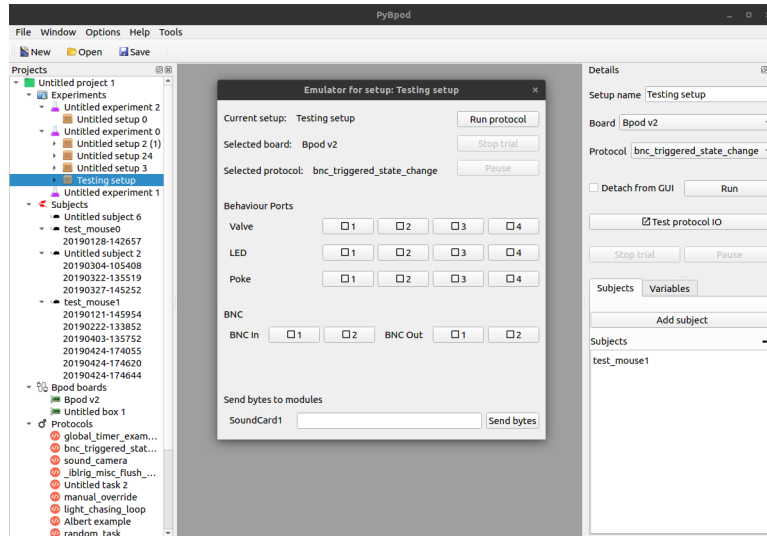 PyBpod
File Window Options Help Tools
New Open Save
Projects
Untitled project 1
Experiments
Untitled experiment 2
Untitled setup 0
Untitled experiment 0
Untitled setup 2 (1)
Untitled setup 24
Untitled setup 3
Testing setup
Untitled experiment 1
Subjects
Untitled subject 6
test_mouse0
20190128-142657
Untitled subject 2
20190304-105408
20190322-135519
20190327-145252
test_mouse1
20190121-145954
20190222-133852
20190403-135752
20190424-174055
20190424-174620
20190424-174644
Bpod boards
Bpod v2
Untitled box 1
Protocols
global_timer_exam...
bnc_triggered_stat...
sound_camera
_iblrig_misc_flush_...
Untitled task 2
manual_override
light_chasing_loop
Albert example
random_task
Emulator for setup: Testing setup
Current setup: Testing setup Run protocol
Selected board: Bpod v2 Stop trial
Selected protocol: bnc_triggered_state_change Pause
Behaviour Ports
Valve 1 2 3 4
LED 1 2 3 4
Poke 1 2 3 4
BNC
BNC In 1 2 BNC Out 1 2
Send bytes to modules
SoundCard1 Send bytes
Details
Setup name Testing setup
Board Bpod v2
Protocol bnc_triggered_state_change
Detach from GUI Run
Test protocol IO
Stop trial Pause
Subjects Variables
Add subject
Subjects
test_mouse1